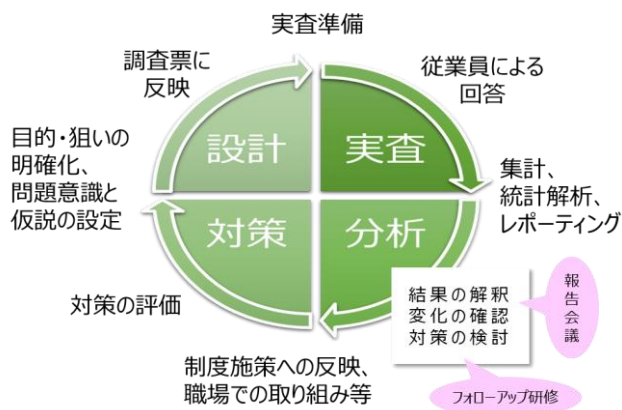 実査準備
調査票に
反映
従業員による
回答
目的・狙いの
明確化、
問題意識と
仮説の設定
設計
実査
集計、
統計解析、
レポーティング
対策
分析
結果の解釈
変化の確認
対策の検討
報告会議
対策の評価
制度施策への反映、
職場での取り組み等
フォローアップ研修